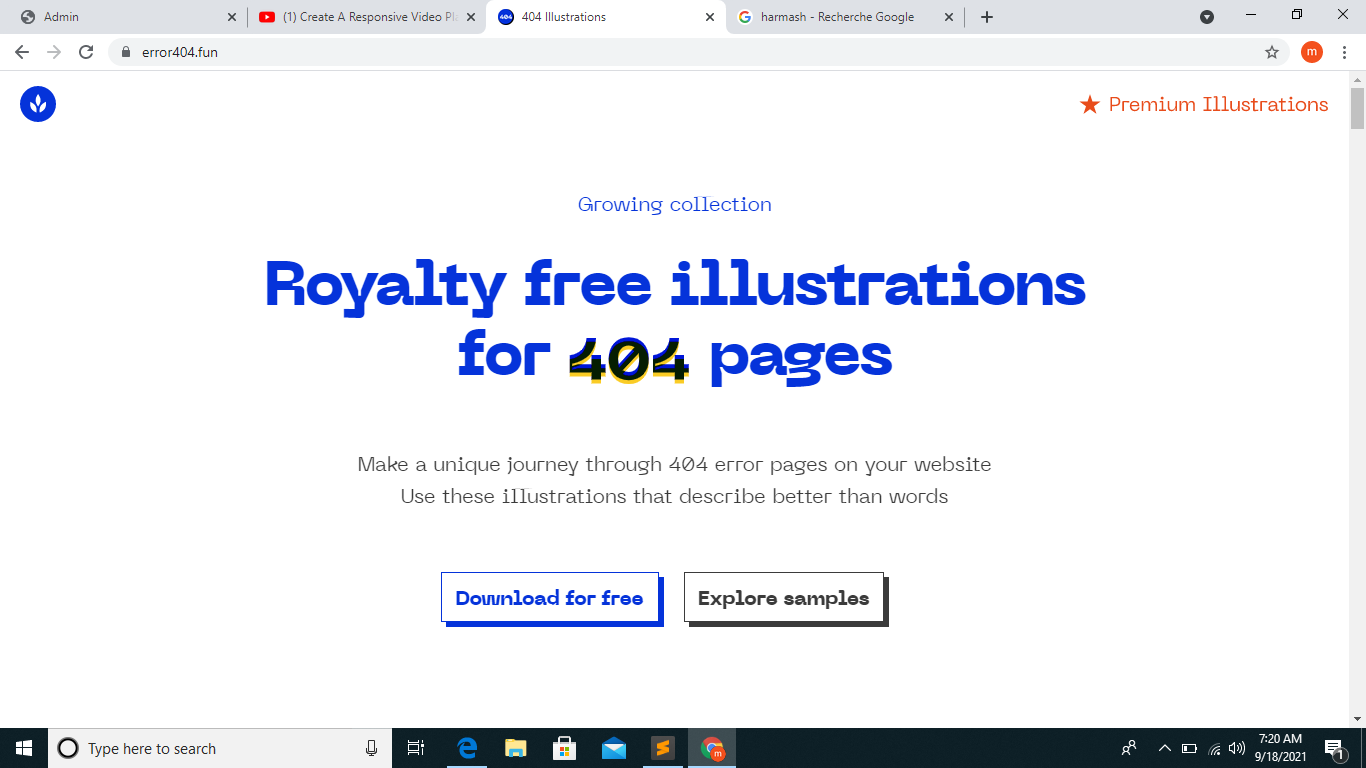 Admin
(1) Create A Responsive Video Pla
404 Illustrations
harmash - Recherche Google
error404.fun
m
Premium Illustrations
Growing collection
Royalty free illustrations
for 404 pages
Make a unique journey through 404 error pages on your website
Use these illustrations that describe better than words
Download for free
Explore samples
Type here to search
m
7:20 AM
9/18/2021
1